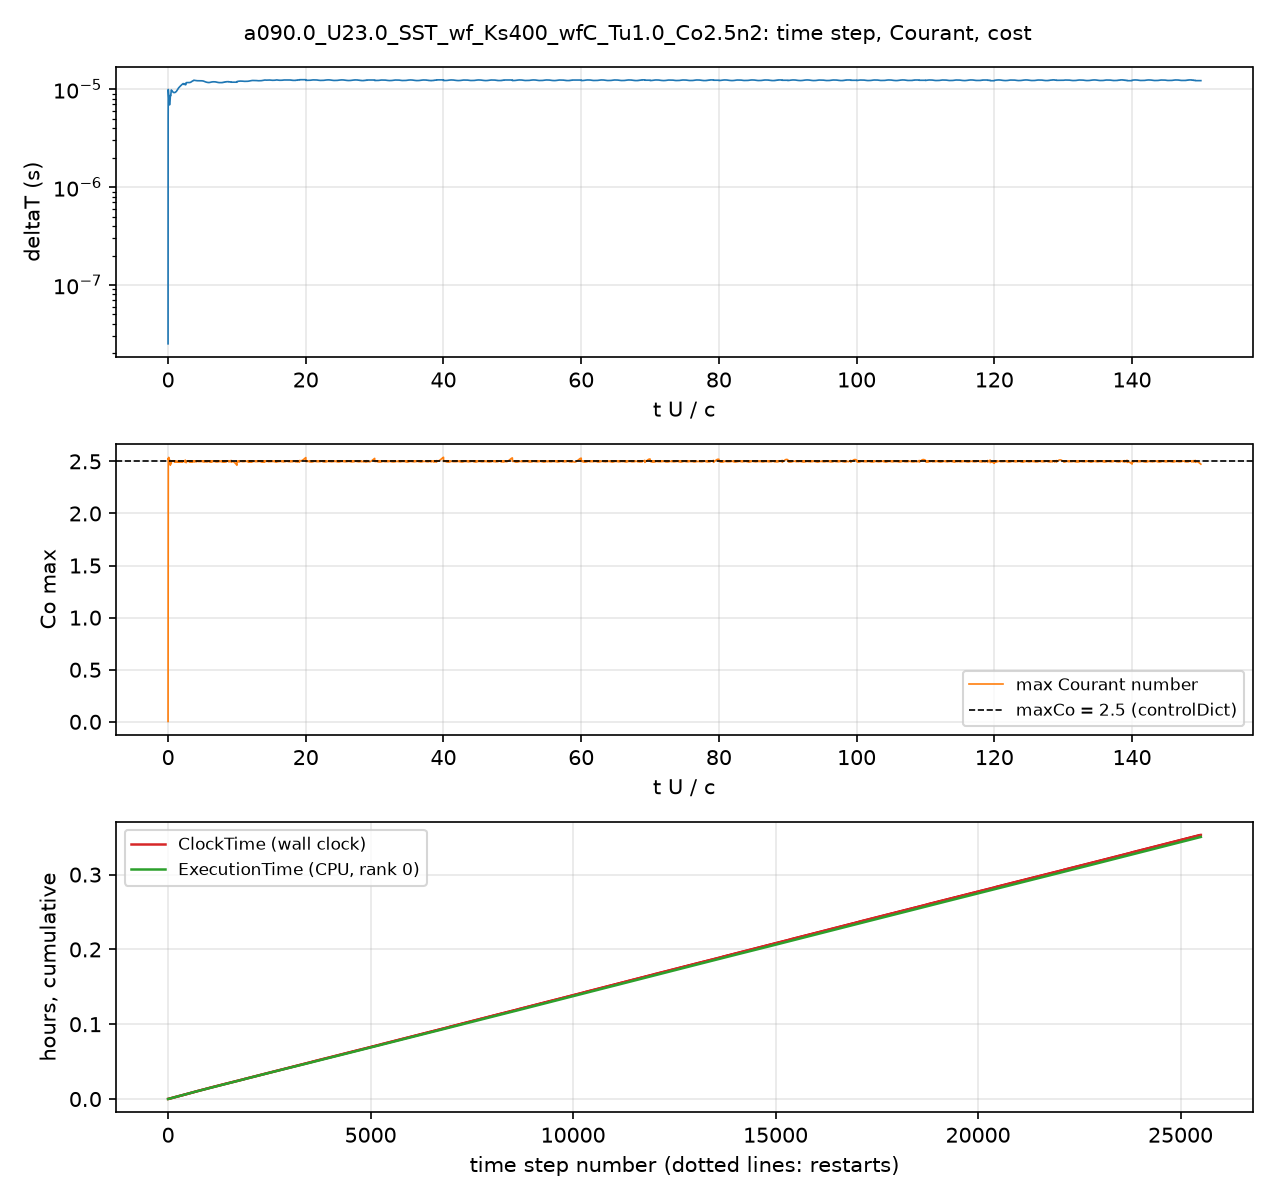 a090.0_U23.0_SST_wf_Ks400_wfC_Tu1.0_Co2.5n2: time step, Courant, cost
deltaT (s)
10⁻⁵
10⁻⁶
10⁻⁷
0 20 40 60 80 100 120 140
t U / c
Co max
2.5
2.0
1.5
1.0
0.5
0.0
max Courant number
maxCo = 2.5 (controlDict)
0 20 40 60 80 100 120 140
t U / c
hours, cumulative
ClockTime (wall clock)
ExecutionTime (CPU, rank 0)
0.3
0.2
0.1
0.0
0 5000 10000 15000 20000 25000
time step number (dotted lines: restarts)